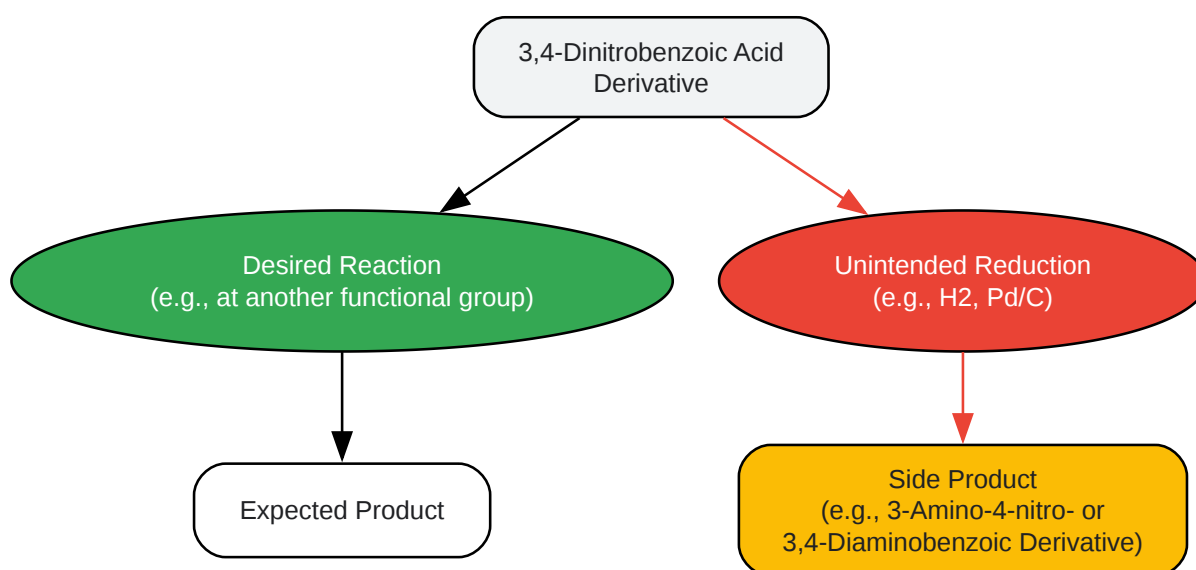 3,4-Dinitrobenzoic Acid
Derivative
Desired Reaction
(e.g., at another functional group)
Unintended Reduction
(e.g., H2, Pd/C)
Expected Product
Side Product
(e.g., 3-Amino-4-nitro- or
3,4-Diaminobenzoic Derivative)